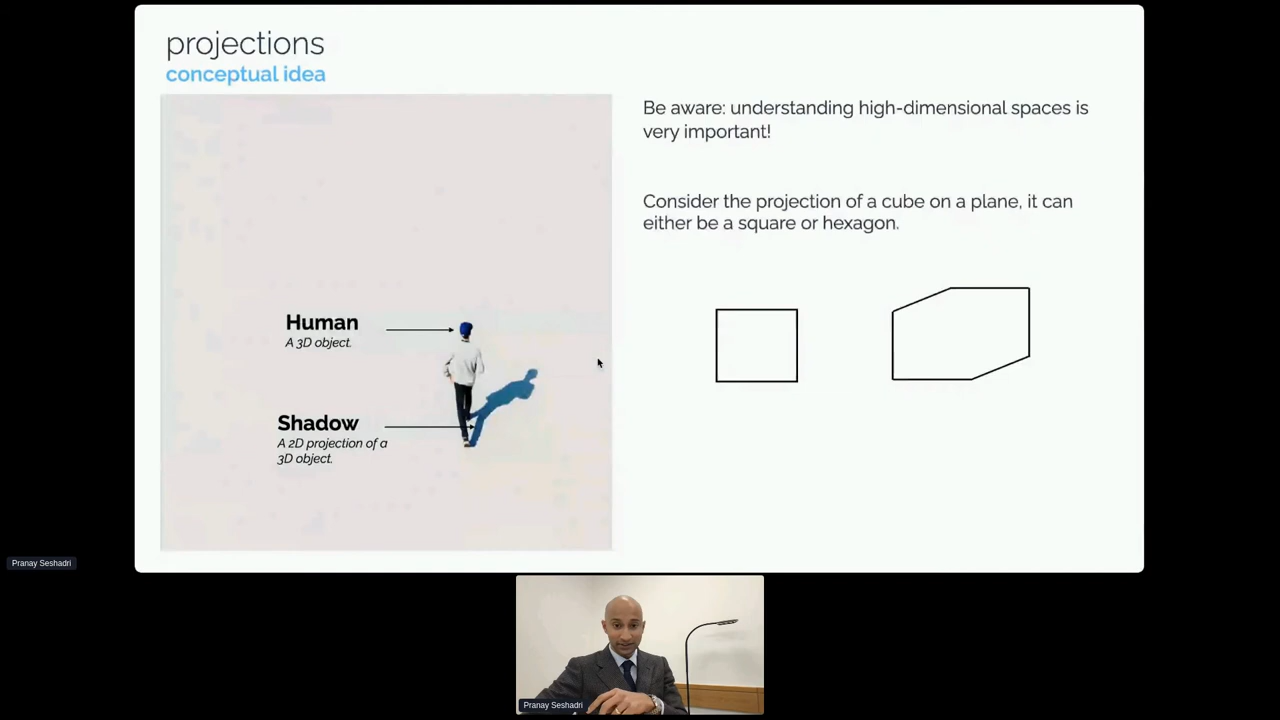 projections
conceptual idea
Be aware: understanding high-dimensional spaces is
very important!
Consider the projection of a cube on a plane, it can
either be a square or hexagon.
Human
A 3D object.
Shadow
A 2D projection of a
3D object.
Pranay Seshadri
Pranay Seshadri